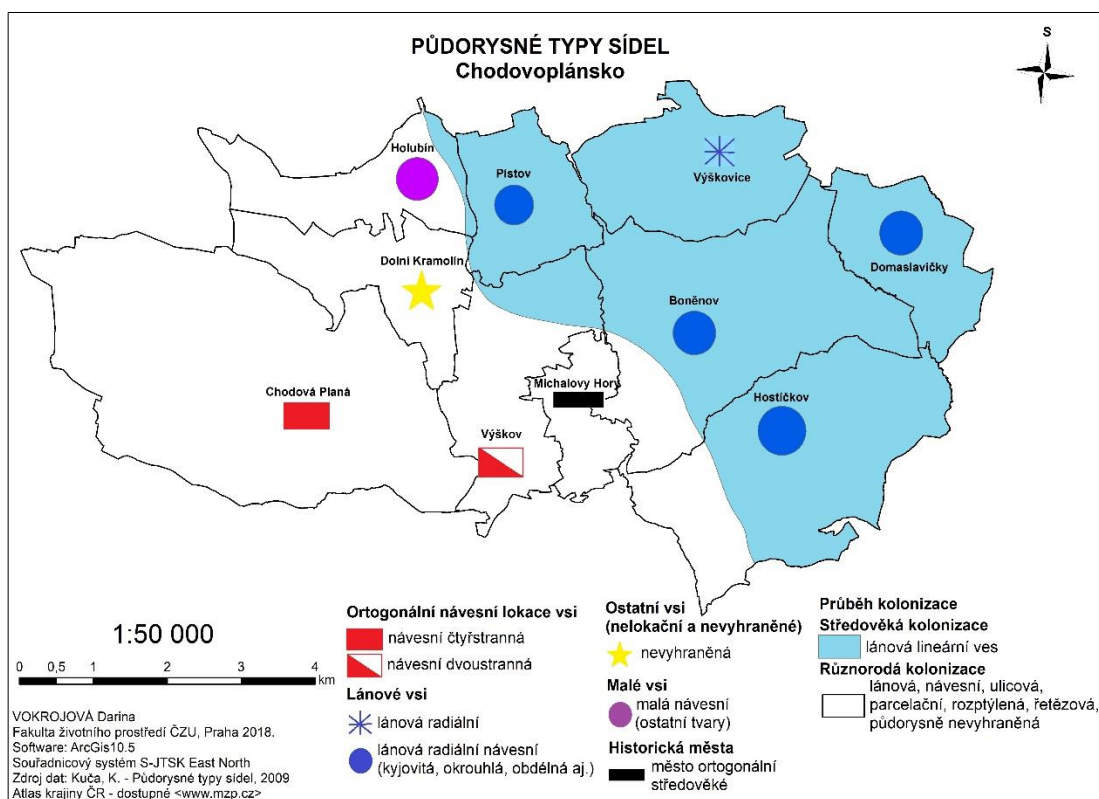 PŮDORYSNÉ TYPY SÍDEL
Chodovoplánsko
S
Holubín
Pístov
Výškovice
Domaslavičky
Dolní Kramolín
Boněnov
Chodová Planá
Michalovy Hory
Hostíčkov
Výškov
1:50 000
0 0,5 1 2 3 4
km
VOKROJOVÁ Darina
Fakulta životního prostředí ČZU, Praha 2018.
Software: ArcGis10.5
Souřadnicový systém S-JTSK East North
Zdroj dat: Kuča, K. - Půdorysné typy sídel, 2009
Atlas krajiny ČR - dostupné <www.mzp.cz>
Ortogonální návesní lokace vsi
návesní čtyřstranná
návesní dvoustranná
Lánové vsi
lánová radiální
lánová radiální návesní
(kyjovitá, okrouhlá, obdélná aj.)
Ostatní vsi
(nelokační a nevyhraněné)
nevyhraněná
Malé vsi
malá návesní
(ostatní tvary)
Historická města
město ortogonální
středověké
Průběh kolonizace
Středověká kolonizace
lánová lineární ves
Různorodá kolonizace
lánová, návesní, ulicová,
parcelační, rozptýlená, řetězová,
půdorysně nevyhraněná